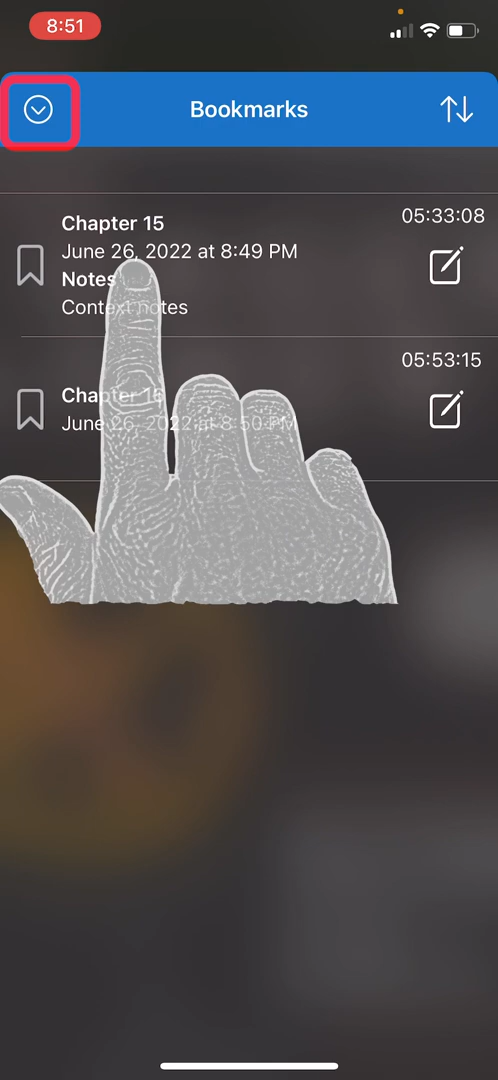 8:51
Bookmarks
Chapter 15
05:33:08
June 26, 2022 at 8:49 PM
Notes
Context notes
05:53:15
Chapter 16
June 26, 2022 at 8:50 PM